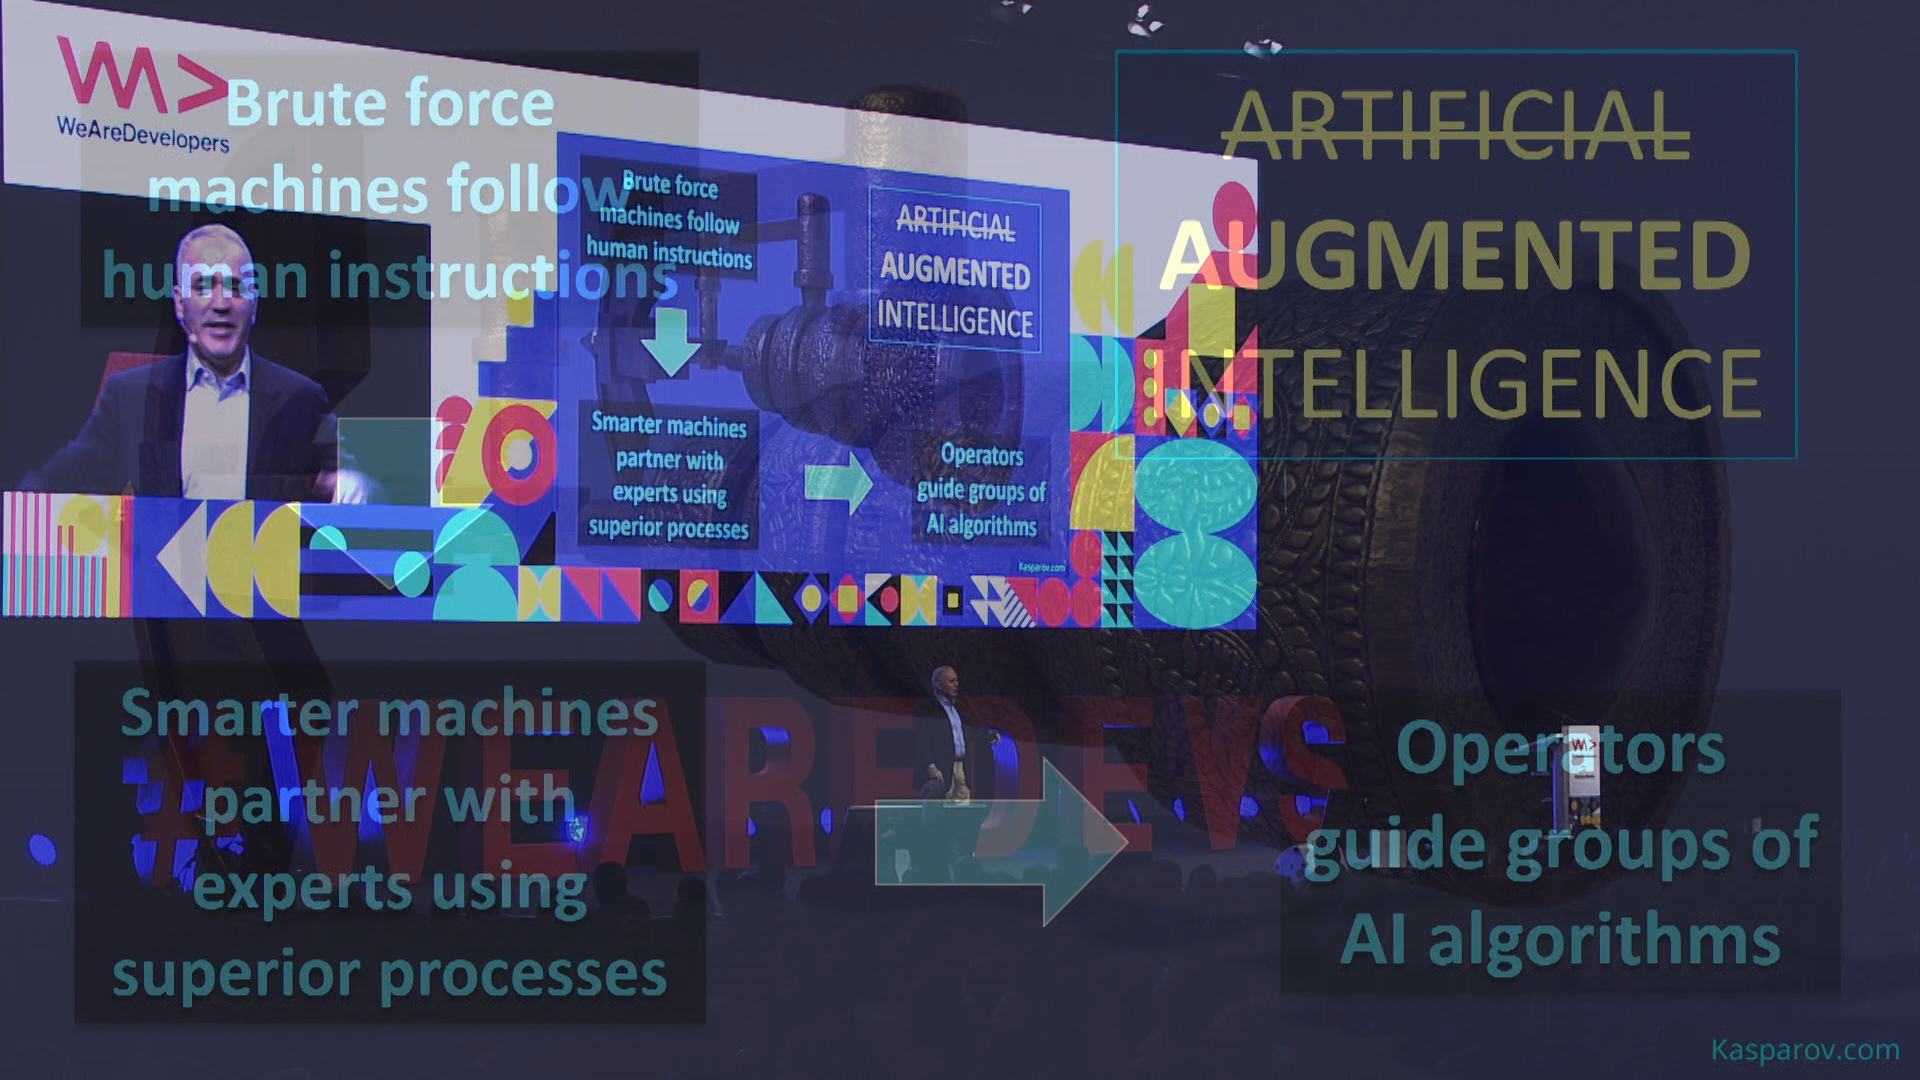 WeAreDevelopers
Brute force
machines follow
human instructions
ARTIFICIAL
AUGMENTED
INTELLIGENCE
Brute force
machines follow
human instructions
ARTIFICIAL
AUGMENTED
INTELLIGENCE
Smarter machines
partner with
experts using
superior processes
Operators
guide groups of
AI algorithms
Kasparov.com
#WEAREDEVS
Smarter machines
partner with
experts using
superior processes
Operators
guide groups of
AI algorithms
Kasparov.com